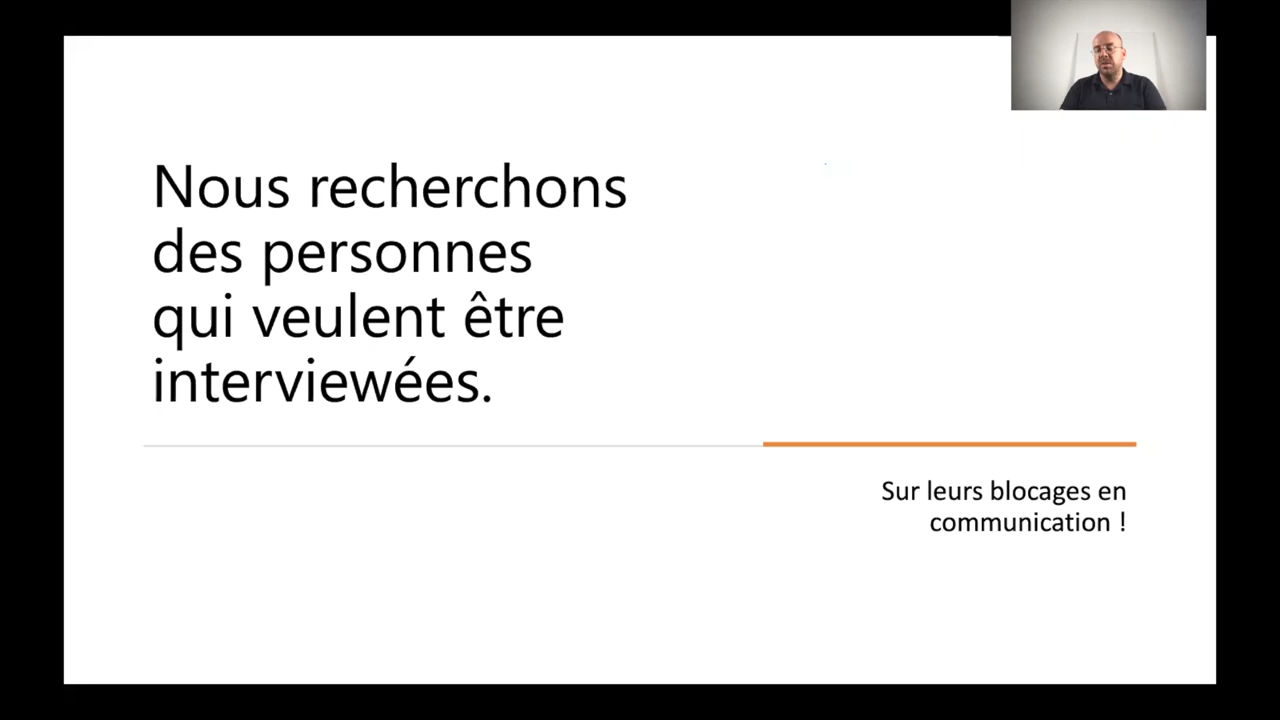 Nous recherchons
des personnes
qui veulent être
interviewées.
Sur leurs blocages en
communication !